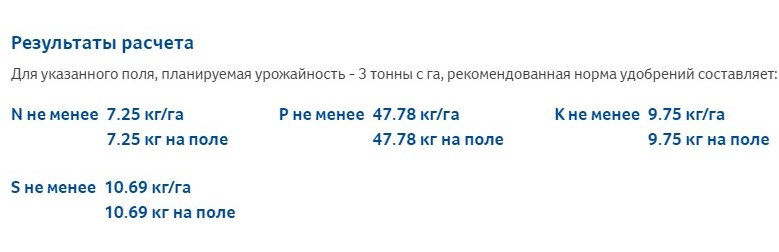 Результаты расчета
Для указанного поля, планируемая урожайность - 3 тонны с га, рекомендованная норма удобрений составляет:
N не менее 7.25 кг/га P не менее 47.78 кг/га K не менее 9.75 кг/га
7.25 кг на поле 47.78 кг на поле 9.75 кг на поле
S не менее 10.69 кг/га
10.69 кг на поле